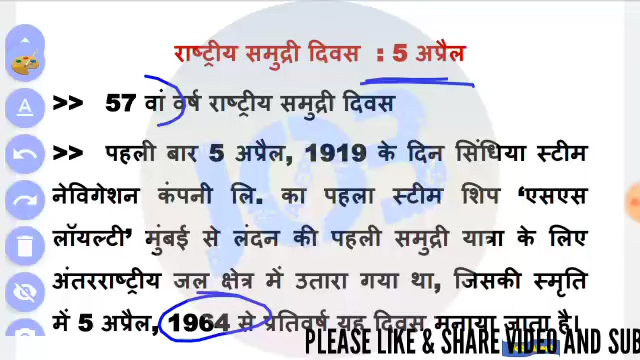 राष्ट्रीय समुद्री दिवस : 5 अप्रैल
>> 57 वां वर्ष राष्ट्रीय समुद्री दिवस
>> पहली बार 5 अप्रैल, 1919 के दिन सिंधिया स्टीम
नेविगेशन कंपनी लि. का पहला स्टीम शिप ‘एसएस
लॉयल्टी’ मुंबई से लंदन की पहली समुद्री यात्रा के लिए
अंतरराष्ट्रीय जल क्षेत्र में उतारा गया था, जिसकी स्मृति
में 5 अप्रैल, 1964 से प्रतिवर्ष यह दिवस मनाया जाता है।
PLEASE LIKE & SHARE VIDEO AND SUB